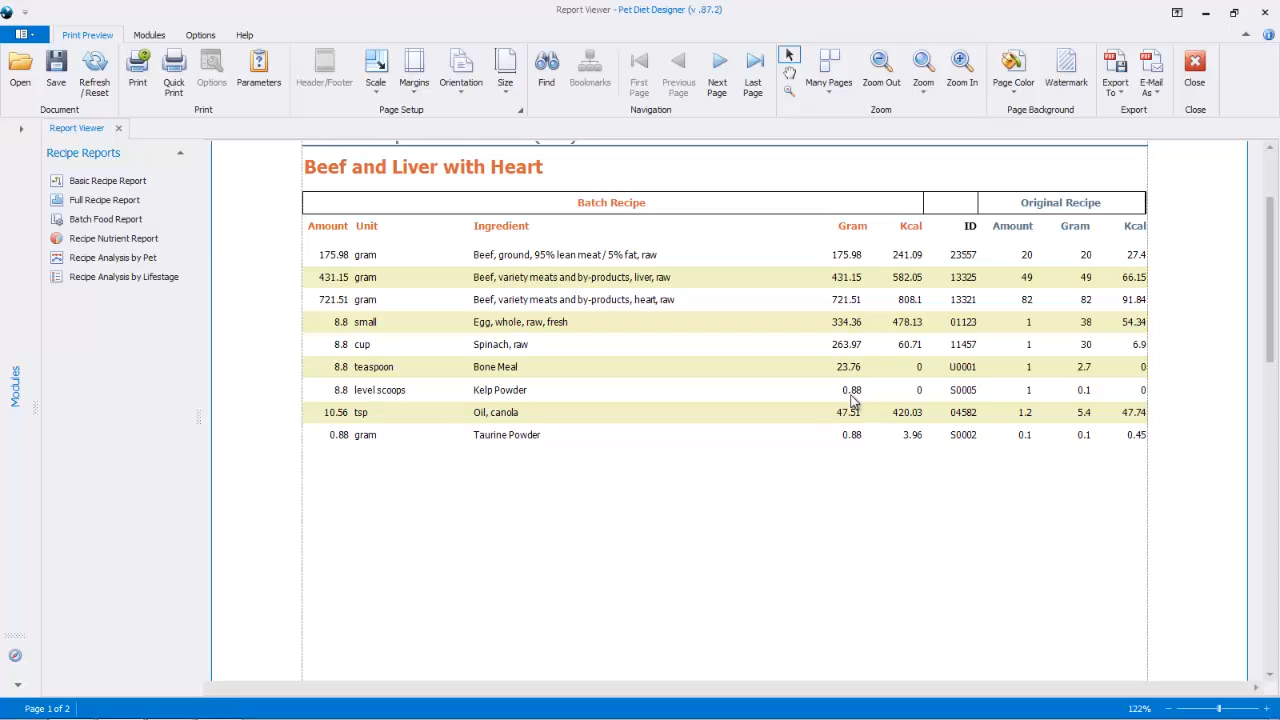 Report Viewer - Pet Diet Designer (v .87.2)
Print Preview Modules Options Help
Open Save Refresh / Reset Print Quick Print Options Parameters Header/Footer Scale Margins Orientation Size Find Bookmarks First Page Previous Page Next Page Last Page Many Pages Zoom Out Zoom Zoom In Page Color Watermark Export To E-Mail As Close
Document Print Page Setup Navigation Zoom Page Background Export Close
Report Viewer
Recipe Reports
Basic Recipe Report
Full Recipe Report
Batch Food Report
Recipe Nutrient Report
Recipe Analysis by Pet
Recipe Analysis by Lifestage
Modules
Beef and Liver with Heart
Batch Recipe Original Recipe
Amount Unit Ingredient Gram Kcal ID Amount Gram Kcal
175.98 gram Beef, ground, 95% lean meat / 5% fat, raw 175.98 241.09 23557 20 20 27.4
431.15 gram Beef, variety meats and by-products, liver, raw 431.15 582.05 13325 49 49 66.15
721.51 gram Beef, variety meats and by-products, heart, raw 721.51 808.1 13321 82 82 91.84
8.8 small Egg, whole, raw, fresh 334.36 478.13 01123 1 38 54.34
8.8 cup Spinach, raw 263.97 60.71 11457 1 30 6.9
8.8 teaspoon Bone Meal 23.76 0 U0001 1 2.7 0
8.8 level scoops Kelp Powder 0.88 0 S0005 1 0.1 0
10.56 tsp Oil, canola 47.51 420.03 04582 1.2 5.4 47.74
0.88 gram Taurine Powder 0.88 3.96 S0002 0.1 0.1 0.45
Page 1 of 2 122%